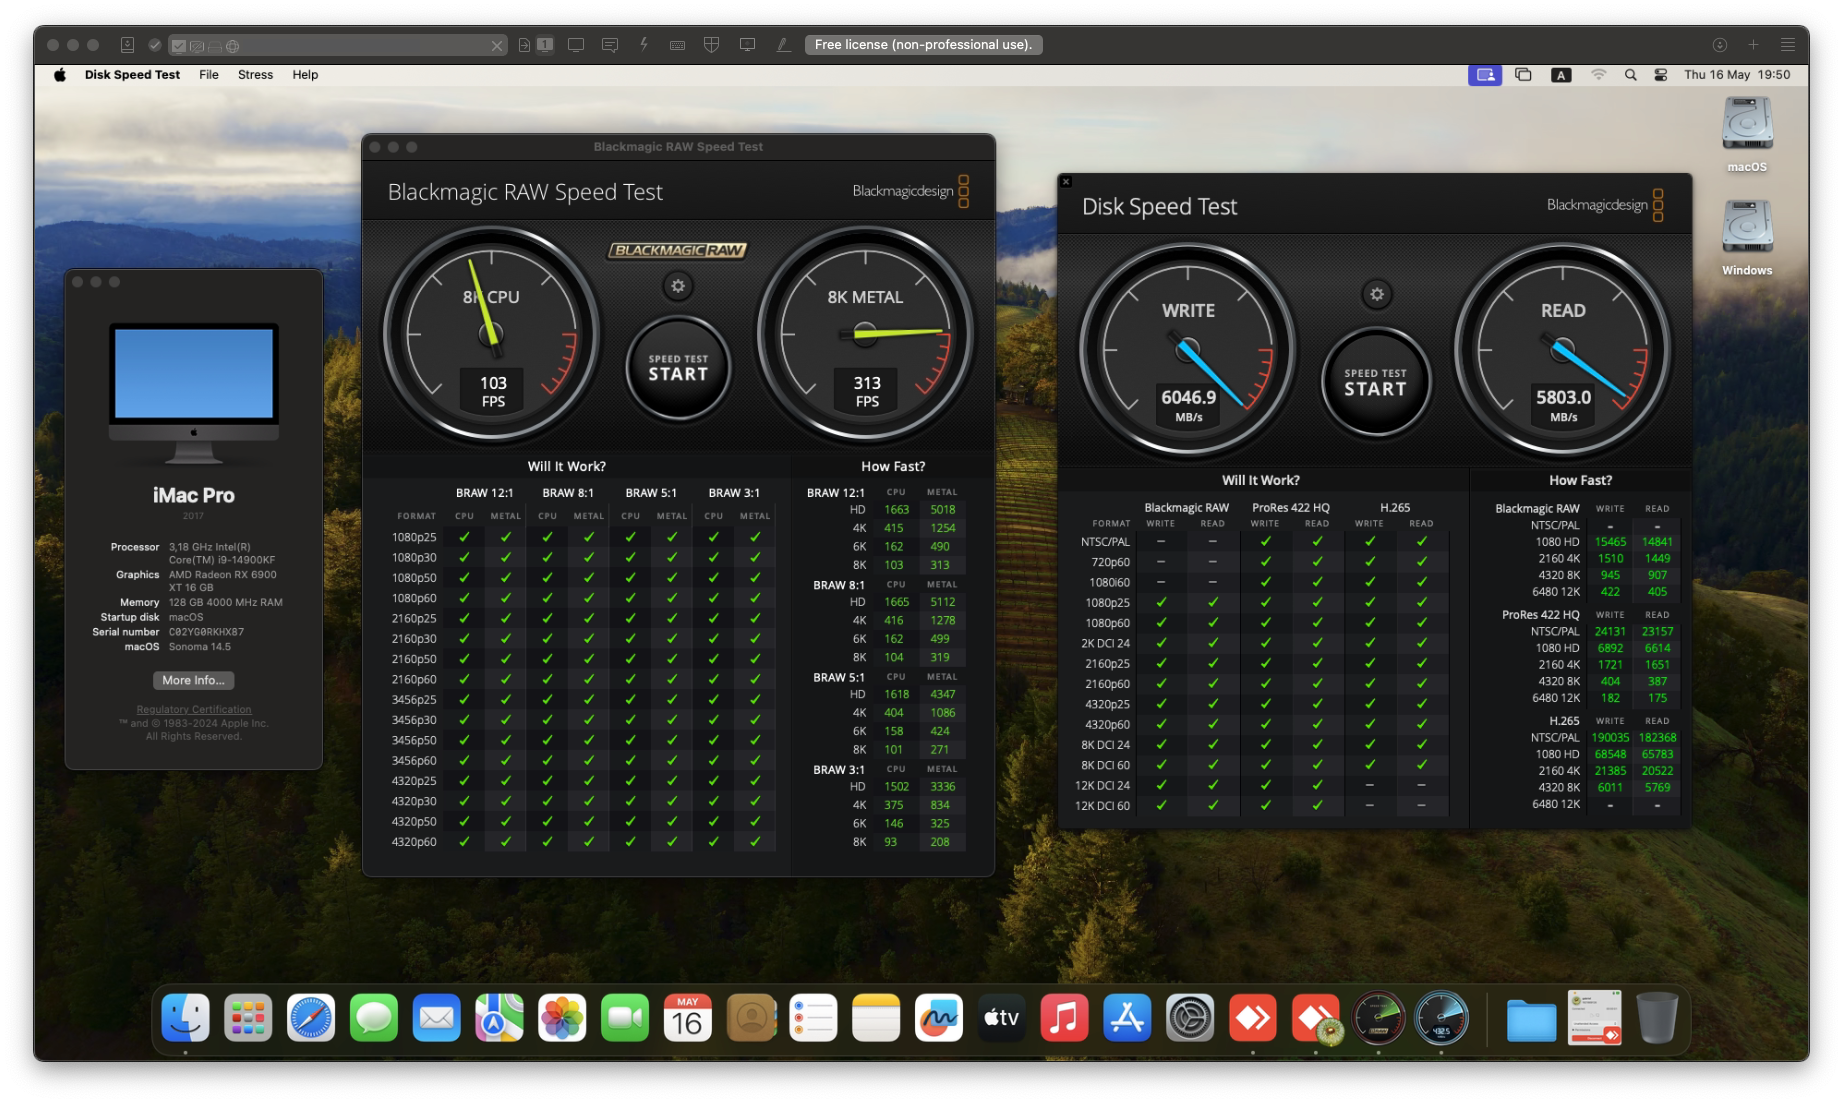 Free license (non-professional use).
Disk Speed Test File Stress Help
A Thu 16 May 19:50
macOS
Windows
iMac Pro
2017
Processor 3,18 GHz Intel(R)
Core(TM) i9-14900KF
Graphics AMD Radeon RX 6900
XT 16 GB
Memory 128 GB 4000 MHz RAM
Startup disk macOS
Serial number C02YG0RKHX87
macOS Sonoma 14.5
More Info...
Regulatory Certification
™ and © 1983-2024 Apple Inc.
All Rights Reserved.
Blackmagic RAW Speed Test
Blackmagic RAW Speed Test Blackmagicdesign
BLACKMAGIC RAW
8K CPU
103
FPS
SPEED TEST
START
8K METAL
313
FPS
Will It Work?
BRAW 12:1 BRAW 8:1 BRAW 5:1 BRAW 3:1
FORMAT CPU METAL CPU METAL CPU METAL CPU METAL
1080p25 ✓ ✓ ✓ ✓ ✓ ✓ ✓ ✓
1080p30 ✓ ✓ ✓ ✓ ✓ ✓ ✓ ✓
1080p50 ✓ ✓ ✓ ✓ ✓ ✓ ✓ ✓
1080p60 ✓ ✓ ✓ ✓ ✓ ✓ ✓ ✓
2160p25 ✓ ✓ ✓ ✓ ✓ ✓ ✓ ✓
2160p30 ✓ ✓ ✓ ✓ ✓ ✓ ✓ ✓
2160p50 ✓ ✓ ✓ ✓ ✓ ✓ ✓ ✓
2160p60 ✓ ✓ ✓ ✓ ✓ ✓ ✓ ✓
3456p25 ✓ ✓ ✓ ✓ ✓ ✓ ✓ ✓
3456p30 ✓ ✓ ✓ ✓ ✓ ✓ ✓ ✓
3456p50 ✓ ✓ ✓ ✓ ✓ ✓ ✓ ✓
3456p60 ✓ ✓ ✓ ✓ ✓ ✓ ✓ ✓
4320p25 ✓ ✓ ✓ ✓ ✓ ✓ ✓ ✓
4320p30 ✓ ✓ ✓ ✓ ✓ ✓ ✓ ✓
4320p50 ✓ ✓ ✓ ✓ ✓ ✓ ✓ ✓
4320p60 ✓ ✓ ✓ ✓ ✓ ✓ ✓ ✓
How Fast?
BRAW 12:1 CPU METAL
HD 1663 5018
4K 415 1254
6K 162 490
8K 103 313
BRAW 8:1 CPU METAL
HD 1665 5112
4K 416 1278
6K 162 499
8K 104 319
BRAW 5:1 CPU METAL
HD 1618 4347
4K 404 1086
6K 158 424
8K 101 271
BRAW 3:1 CPU METAL
HD 1502 3336
4K 375 834
6K 146 325
8K 93 208
Disk Speed Test Blackmagicdesign
WRITE
6046.9
MB/s
SPEED TEST
START
READ
5803.0
MB/s
Will It Work?
Blackmagic RAW ProRes 422 HQ H.265
FORMAT WRITE READ WRITE READ WRITE READ
NTSC/PAL – – ✓ ✓ ✓ ✓
720p60 – – ✓ ✓ ✓ ✓
1080i60 – – ✓ ✓ ✓ ✓
1080p25 ✓ ✓ ✓ ✓ ✓ ✓
1080p60 ✓ ✓ ✓ ✓ ✓ ✓
2K DCI 24 ✓ ✓ ✓ ✓ ✓ ✓
2160p25 ✓ ✓ ✓ ✓ ✓ ✓
2160p60 ✓ ✓ ✓ ✓ ✓ ✓
4320p25 ✓ ✓ ✓ ✓ ✓ ✓
4320p60 ✓ ✓ ✓ ✓ ✓ ✓
8K DCI 24 ✓ ✓ ✓ ✓ ✓ ✓
8K DCI 60 ✓ ✓ ✓ ✓ ✓ ✓
12K DCI 24 ✓ ✓ ✓ ✓ – –
12K DCI 60 ✓ ✓ ✓ ✓ – –
How Fast?
Blackmagic RAW WRITE READ
NTSC/PAL - -
1080 HD 15465 14841
2160 4K 1510 1449
4320 8K 945 907
6480 12K 422 405
ProRes 422 HQ WRITE READ
NTSC/PAL 24131 23157
1080 HD 6892 6614
2160 4K 1721 1651
4320 8K 404 387
6480 12K 182 175
H.265 WRITE READ
NTSC/PAL 190035 182368
1080 HD 68548 65783
2160 4K 21385 20522
4320 8K 6011 5769
6480 12K - -
MAY
16
tv
432.5